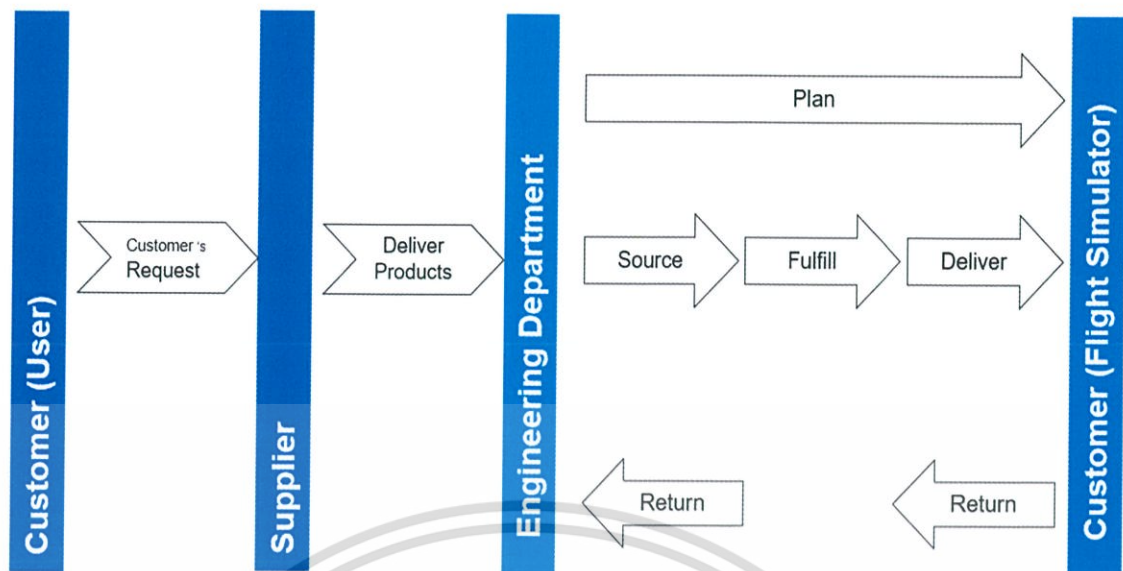 Customer (User)
Customer 's
Request
Supplier
Deliver
Products
Engineering Department
Plan
Source
Fulfill
Deliver
Return
Return
Customer (Flight Simulator)